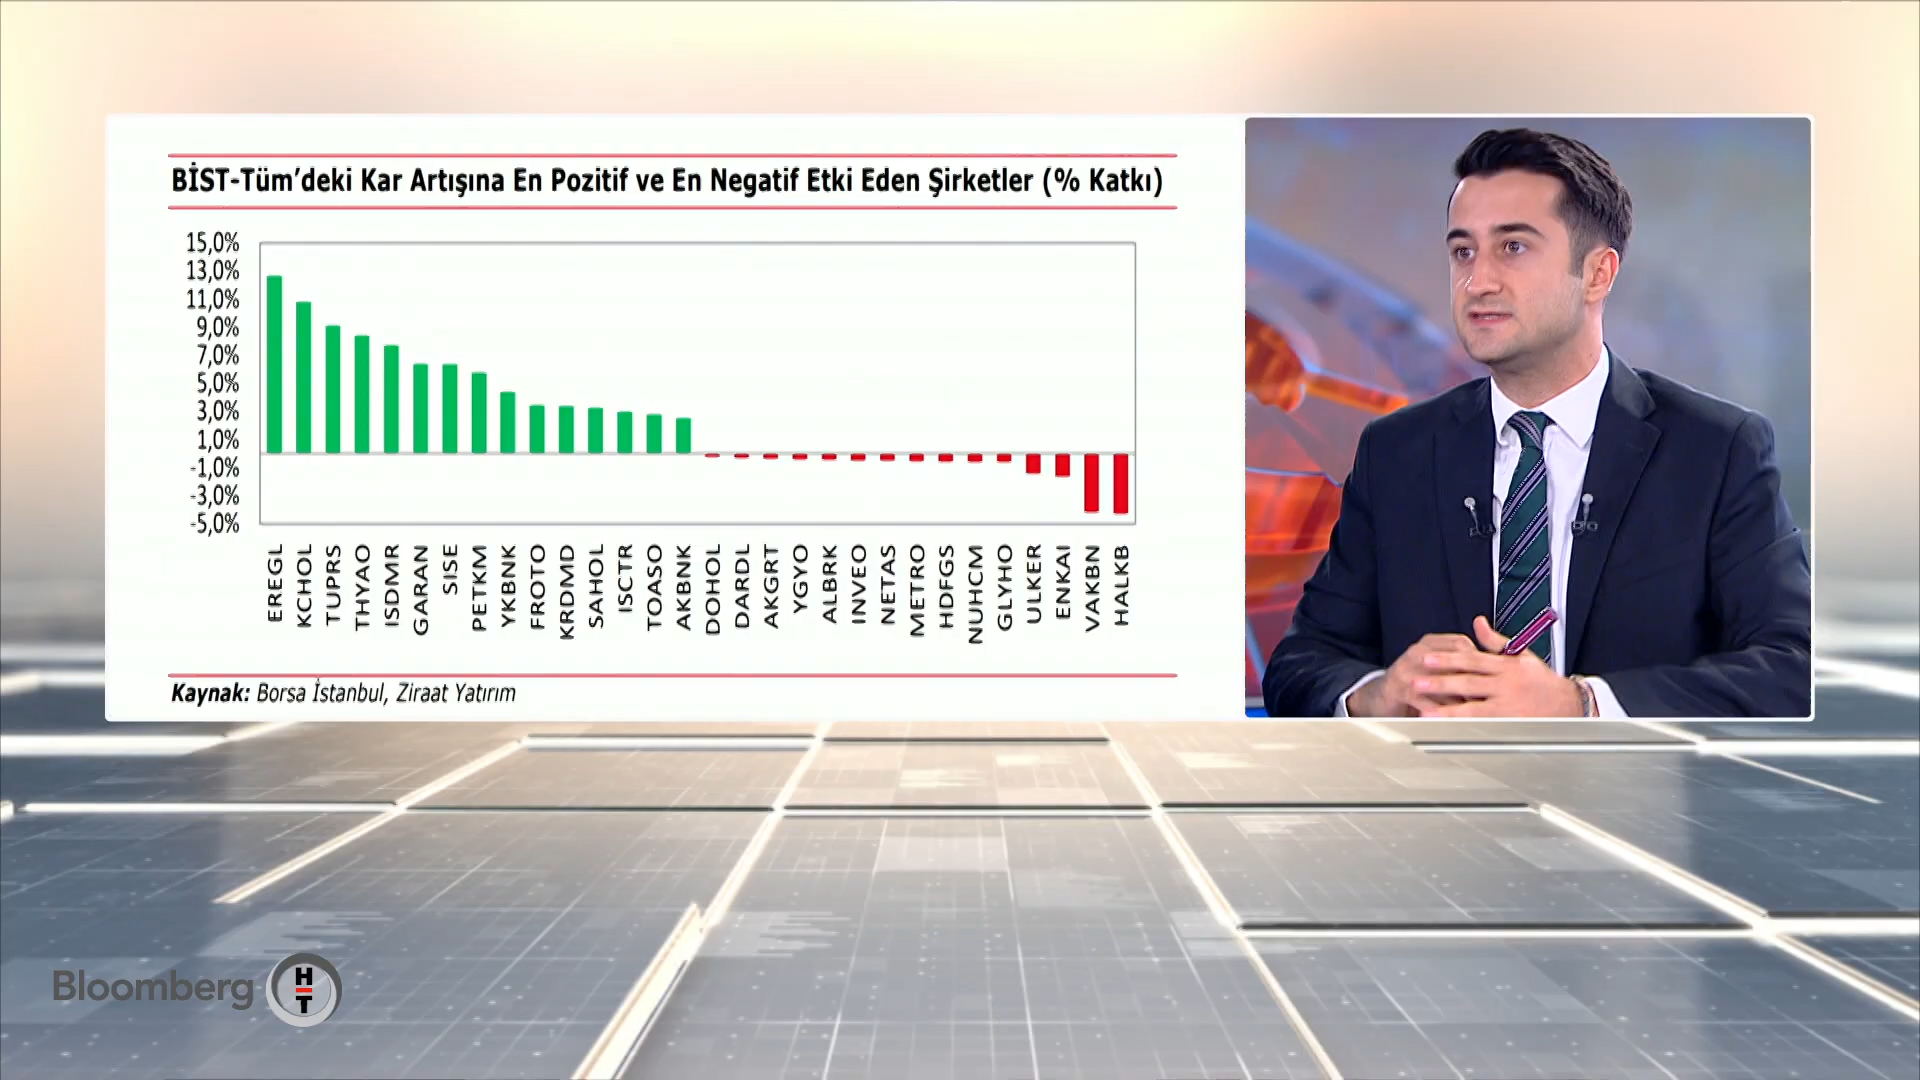 BİST-Tüm’deki Kar Artışına En Pozitif ve En Negatif Etki Eden Şirketler (% Katkı)
15,0%
13,0%
11,0%
9,0%
7,0%
5,0%
3,0%
1,0%
-1,0%
-3,0%
-5,0%
EREGL
KCHOL
TUPRS
THYAO
ISDMR
GARAN
SISE
PETKM
YKBNK
FROTO
KRDMD
SAHOL
ISCTR
TOASO
AKBNK
DOHOL
DARDL
AKGRT
YGYO
ALBRK
INVEO
NETAS
METRO
HDFGS
NUHCM
GLYHO
ULKER
ENKAI
VAKBN
HALKB
Kaynak: Borsa İstanbul, Ziraat Yatırım
Bloomberg HT